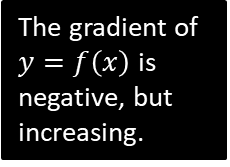 The gradient of
y = f(x) is
negative, but
increasing.